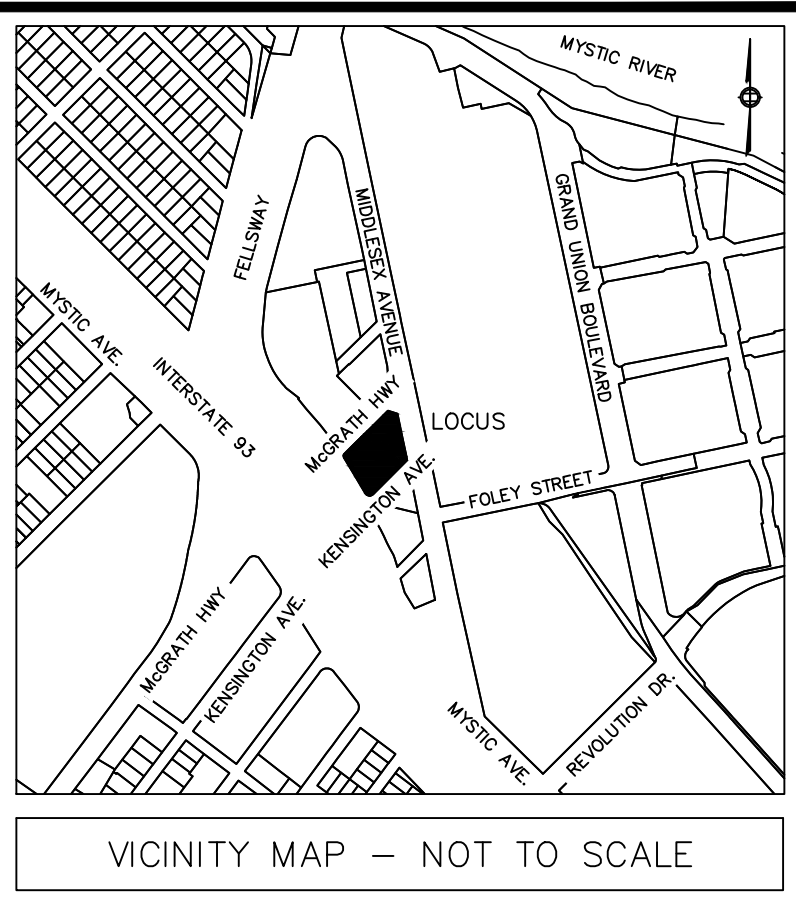 MYSTIC RIVER
FELLSWAY
MIDDLESEX AVENUE
GRAND UNION BOULEVARD
MYSTIC AVE.
INTERSTATE 93
McGRATH HWY
LOCUS
KENSINGTON AVE.
FOLEY STREET
McGRATH HWY
KENSINGTON AVE.
MYSTIC AVE.
REVOLUTION DR.
VICINITY MAP – NOT TO SCALE